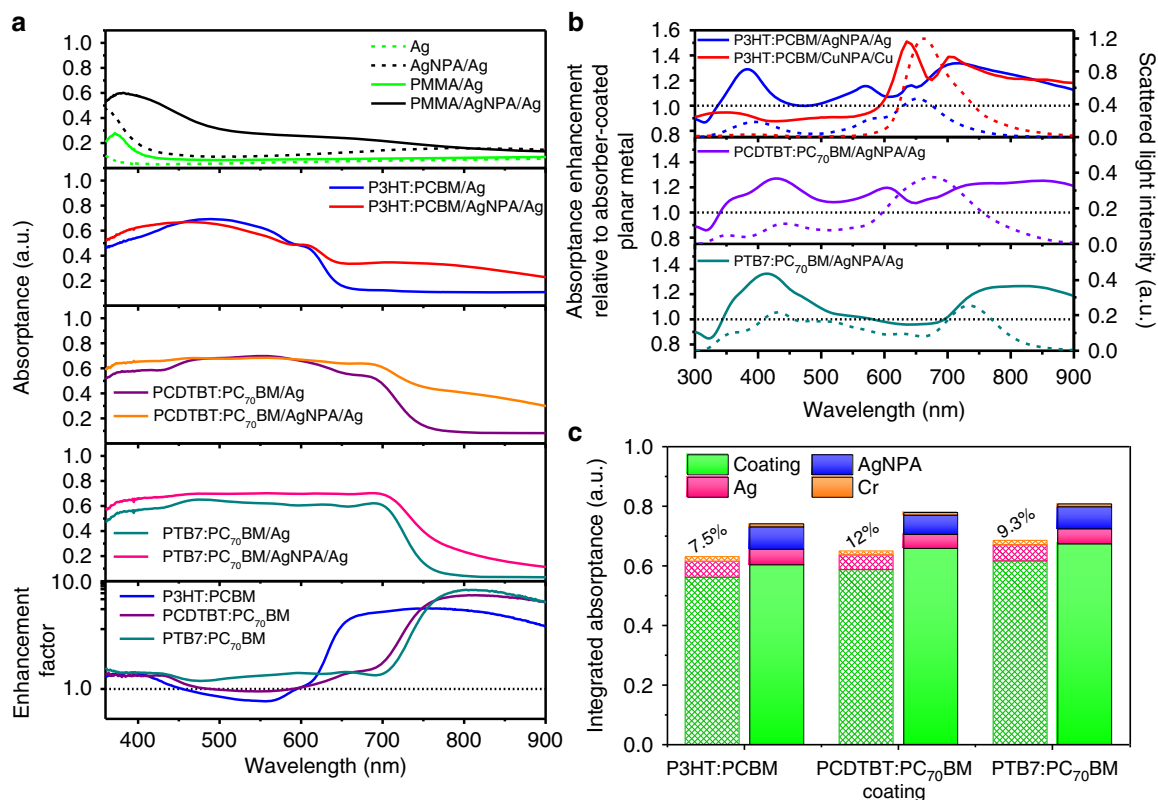 a
Absorptance (a.u.)
1.0
0.8
0.6
0.4
0.2
Ag
AgNPA/Ag
PMMA/Ag
PMMA/AgNPA/Ag
1.0
0.8
0.6
0.4
0.2
P3HT:PCBM/Ag
P3HT:PCBM/AgNPA/Ag
1.0
0.8
0.6
0.4
0.2
PCDTBT:PC70BM/Ag
PCDTBT:PC70BM/AgNPA/Ag
1.0
0.8
0.6
0.4
0.2
PTB7:PC70BM/Ag
PTB7:PC70BM/AgNPA/Ag
Enhancement
factor
10.0
1.0
P3HT:PCBM
PCDTBT:PC70BM
PTB7:PC70BM
400 500 600 700 800 900
Wavelength (nm)
b
Absorptance enhancement
relative to absorber-coated
planar metal
1.6
1.4
1.2
1.0
0.8
P3HT:PCBM/AgNPA/Ag
P3HT:PCBM/CuNPA/Cu
1.2
0.8
0.4
0.0
1.4
1.2
1.0
0.8
PCDTBT:PC70BM/AgNPA/Ag
0.4
0.2
0.0
1.4
1.2
1.0
0.8
PTB7:PC70BM/AgNPA/Ag
0.4
0.2
0.0
Scattered light intensity
(a.u.)
300 400 500 600 700 800 900
Wavelength (nm)
c
Integrated absorptance (a.u.)
0.8
0.6
0.4
0.2
0.0
Coating
AgNPA
Ag
Cr
7.5%
12%
9.3%
P3HT:PCBM
PCDTBT:PC70BM
PTB7:PC70BM
coating